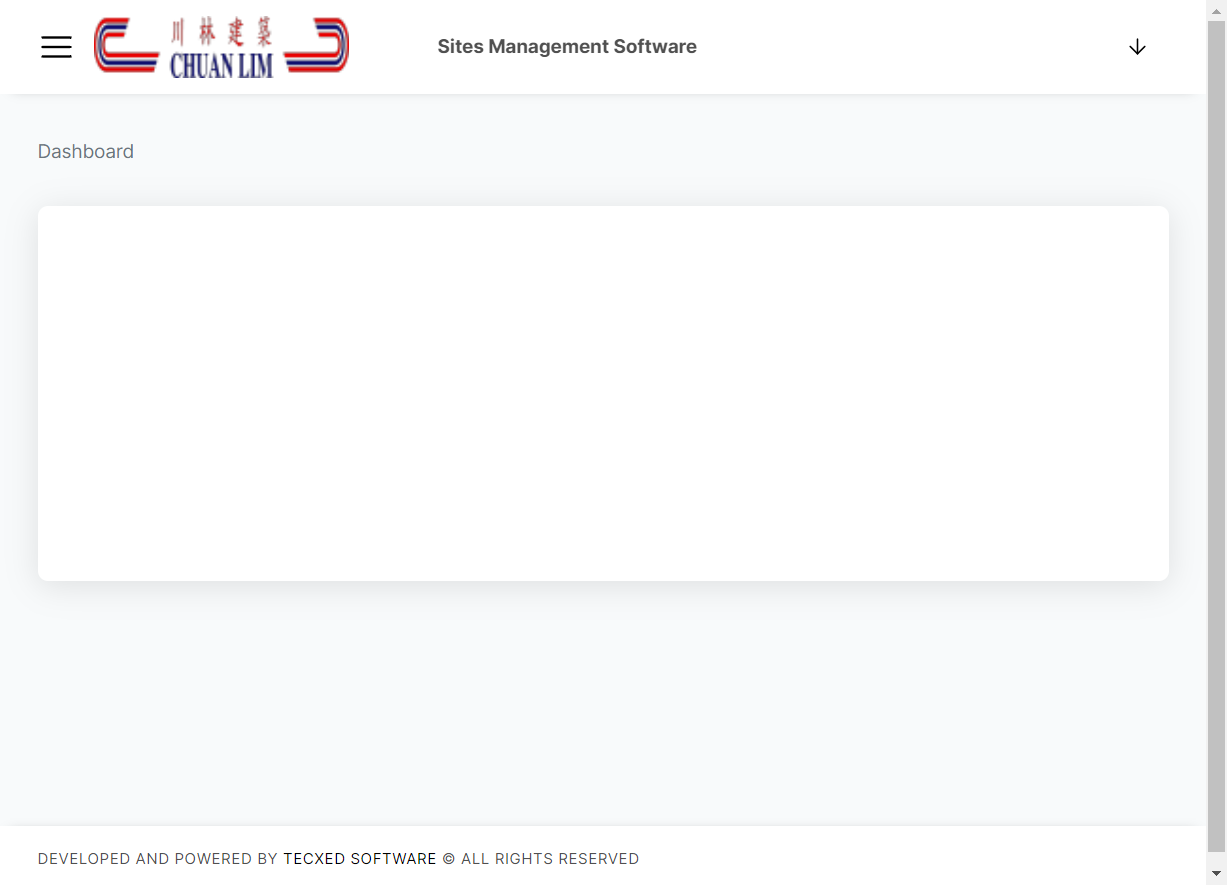 川林建築
CHUAN LIM
Sites Management Software
Dashboard
DEVELOPED AND POWERED BY TECXED SOFTWARE © ALL RIGHTS RESERVED